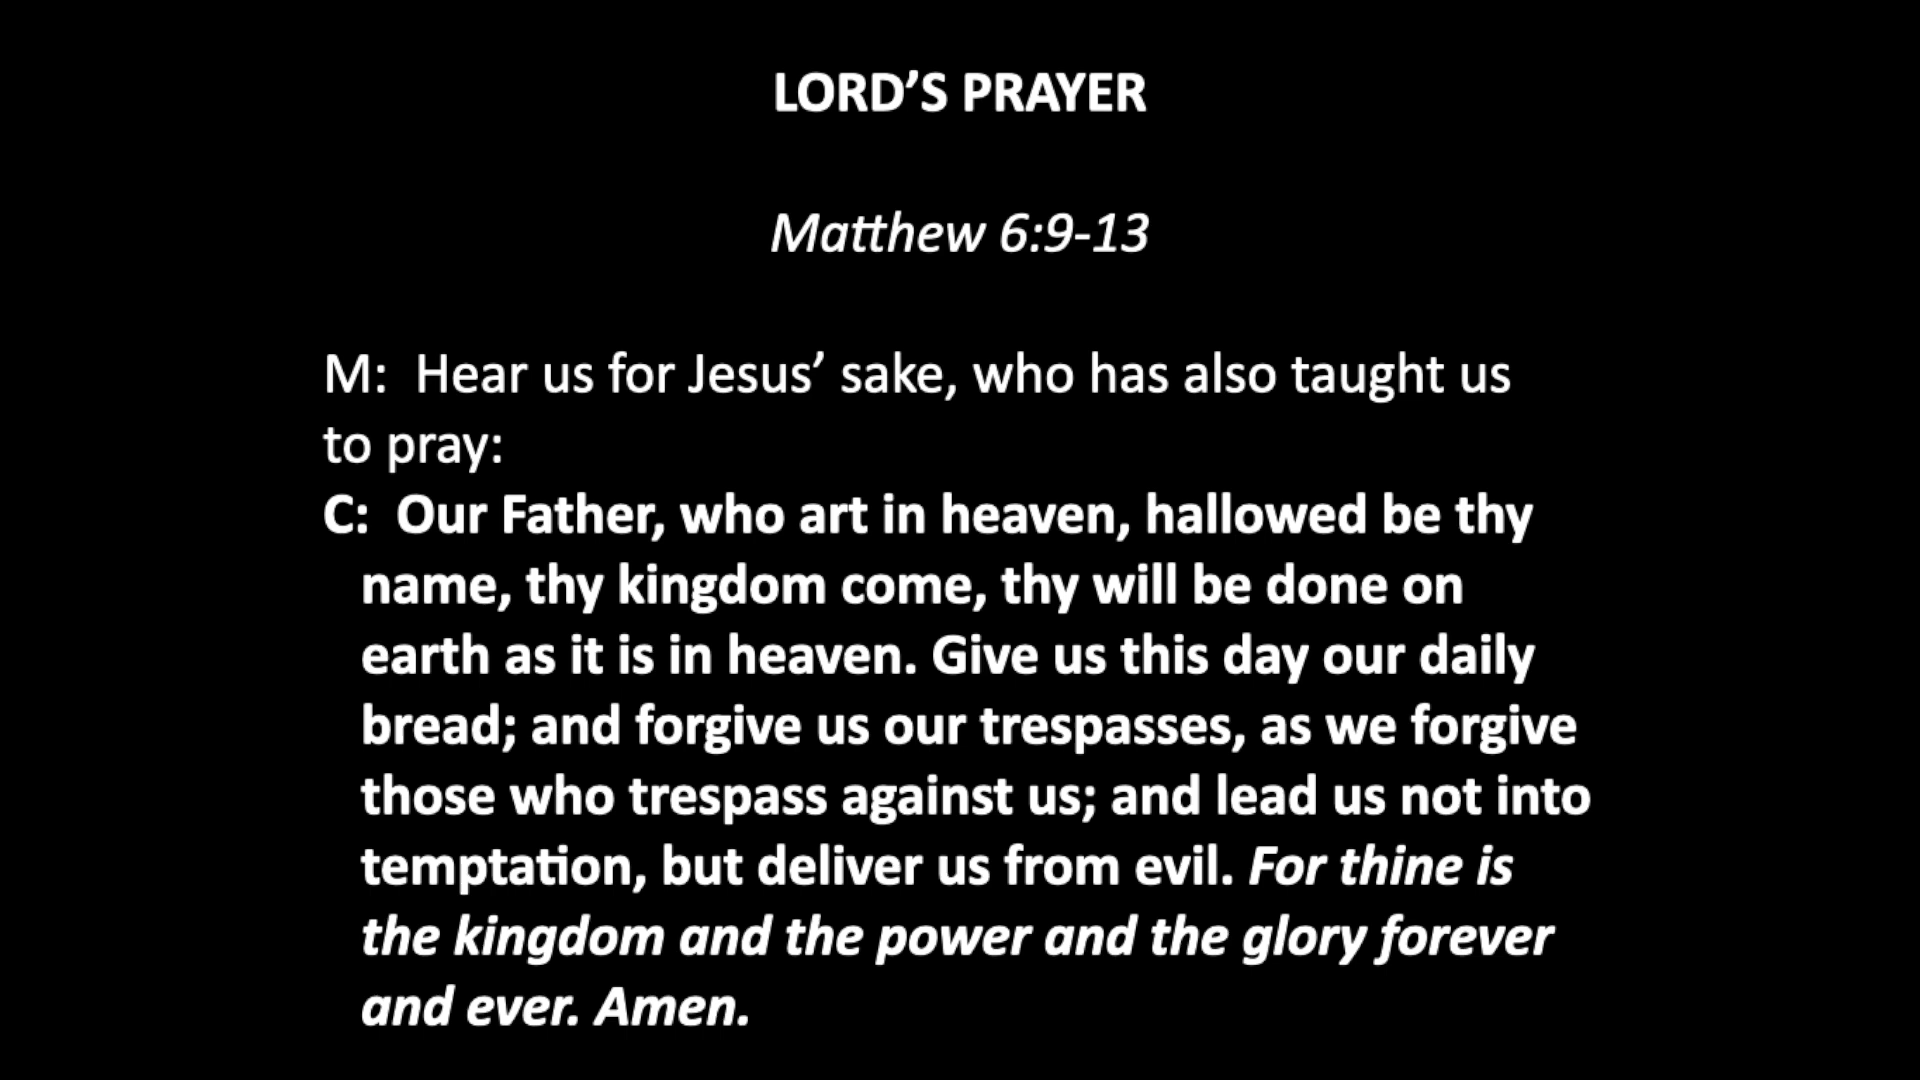 LORD’S PRAYER
Matthew 6:9-13
M:  Hear us for Jesus’ sake, who has also taught us
to pray:
C:  Our Father, who art in heaven, hallowed be thy
name, thy kingdom come, thy will be done on
earth as it is in heaven. Give us this day our daily
bread; and forgive us our trespasses, as we forgive
those who trespass against us; and lead us not into
temptation, but deliver us from evil. For thine is
the kingdom and the power and the glory forever
and ever. Amen.